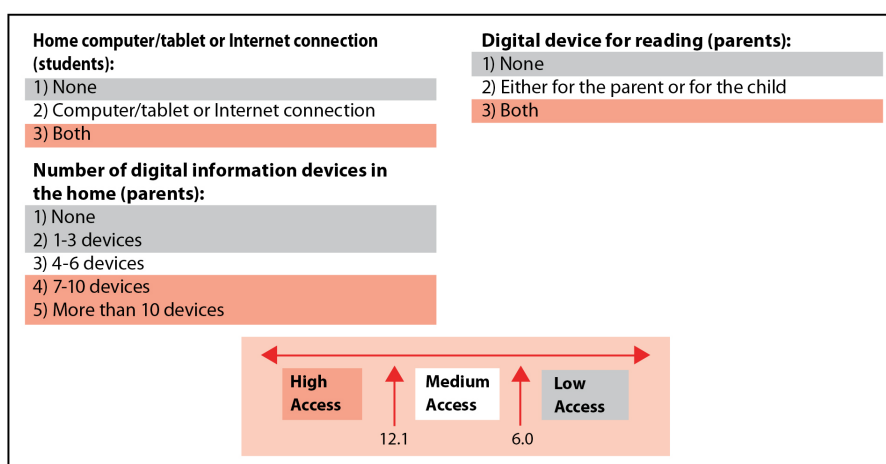 Home computer/tablet or Internet connection
(students):
1) None
2) Computer/tablet or Internet connection
3) Both
Number of digital information devices in
the home (parents):
1) None
2) 1-3 devices
3) 4-6 devices
4) 7-10 devices
5) More than 10 devices
Digital device for reading (parents):
1) None
2) Either for the parent or for the child
3) Both
High
Access
Medium
Access
Low
Access
12.1
6.0